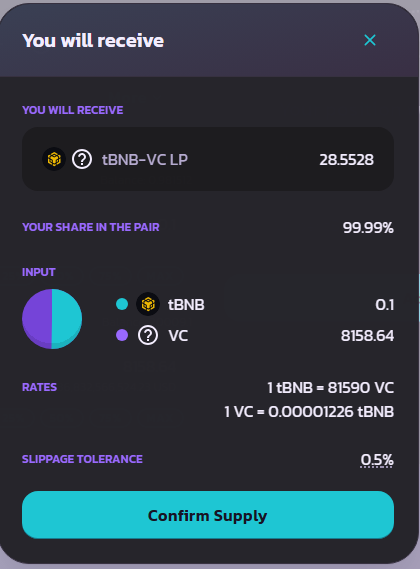 You will receive
YOU WILL RECEIVE
tBNB-VC LP 28.5528
YOUR SHARE IN THE PAIR 99.99%
INPUT
tBNB 0.1
VC 8158.64
RATES 1 tBNB = 81590 VC
1 VC = 0.00001226 tBNB
SLIPPAGE TOLERANCE 0.5%
Confirm Supply